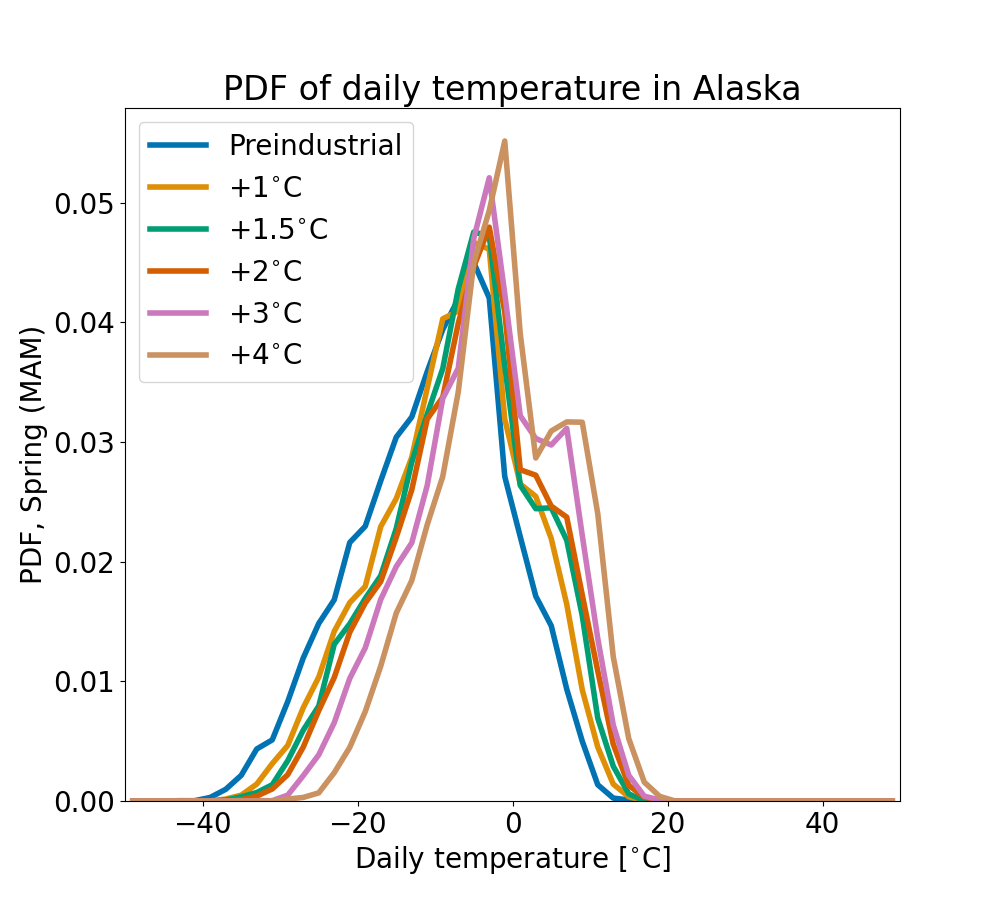 PDF of daily temperature in Alaska
Preindustrial
+1°C
+1.5°C
+2°C
+3°C
+4°C
PDF, Spring (MAM)
0.05
0.04
0.03
0.02
0.01
0.00
−40 −20 0 20 40
Daily temperature [°C]